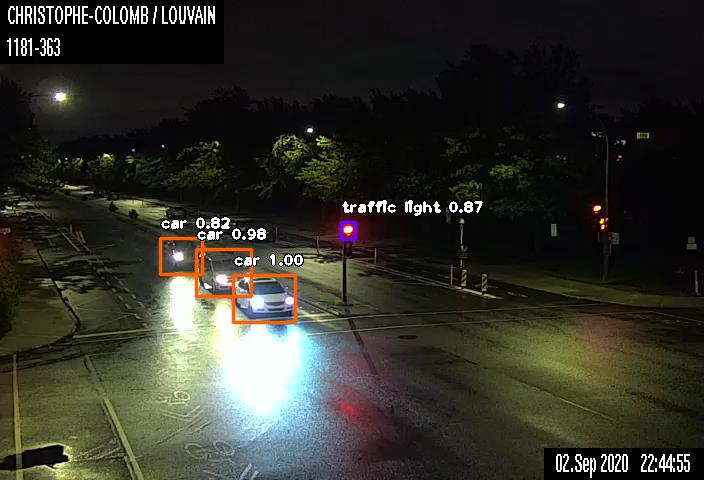 CHRISTOPHE-COLOMB / LOUVAIN
1181-363
traffic light 0.87
car 0.82
car 0.98
car 1.00
02.Sep 2020 22:44:55